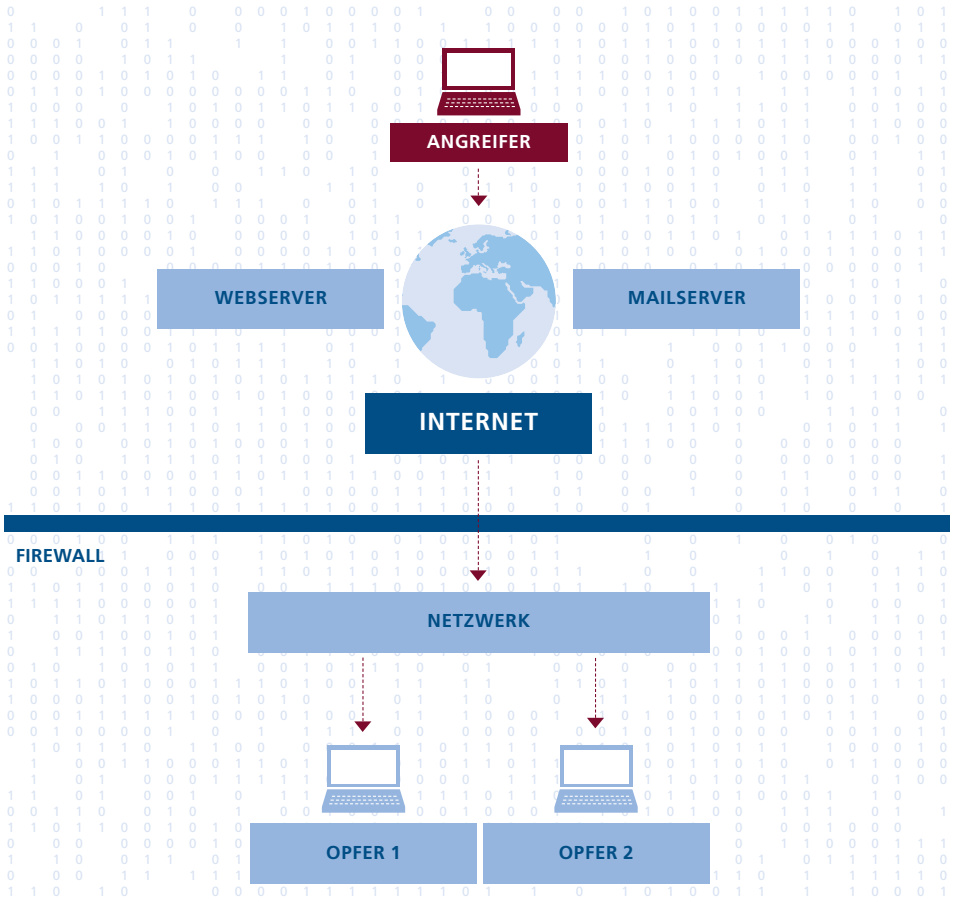 ANGREIFER
WEBSERVER
MAILSERVER
INTERNET
FIREWALL
NETZWERK
OPFER 1
OPFER 2